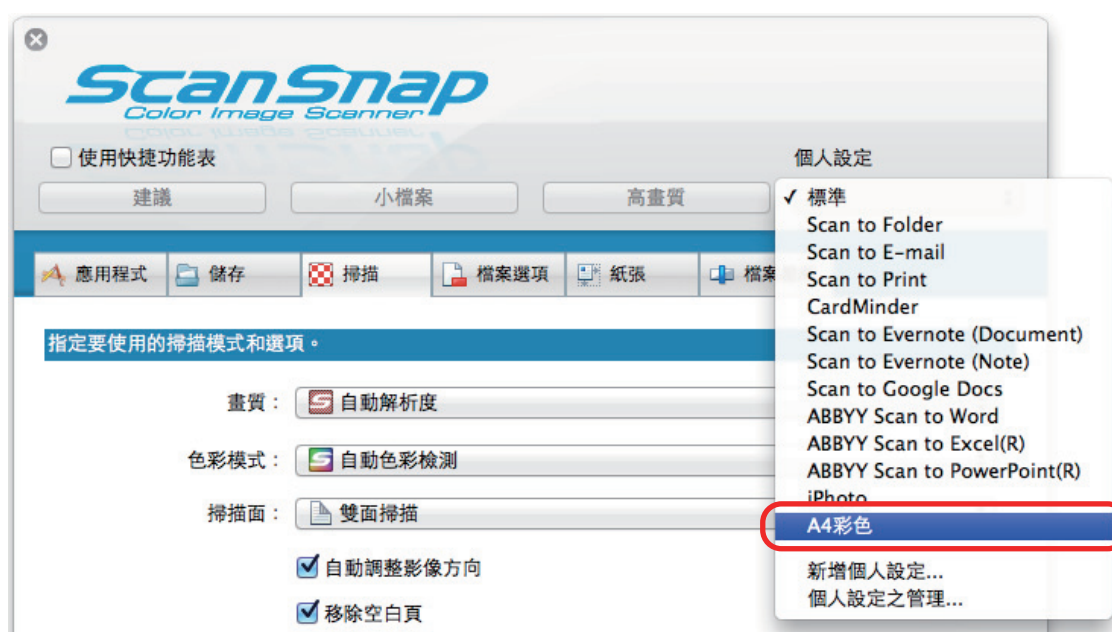 ScanSnap
Color Image Scanner
使用快捷功能表
個人設定
建議
小檔案
高畫質
✓ 標準
Scan to Folder
Scan to E-mail
Scan to Print
CardMinder
Scan to Evernote (Document)
Scan to Evernote (Note)
Scan to Google Docs
ABBYY Scan to Word
ABBYY Scan to Excel(R)
ABBYY Scan to PowerPoint(R)
iPhoto
A4彩色
新增個人設定...
個人設定之管理...
應用程式
儲存
掃描
檔案選項
紙張
檔案
指定要使用的掃描模式和選項。
畫質：
自動解析度
色彩模式：
自動色彩檢測
掃描面：
雙面掃描
自動調整影像方向
移除空白頁